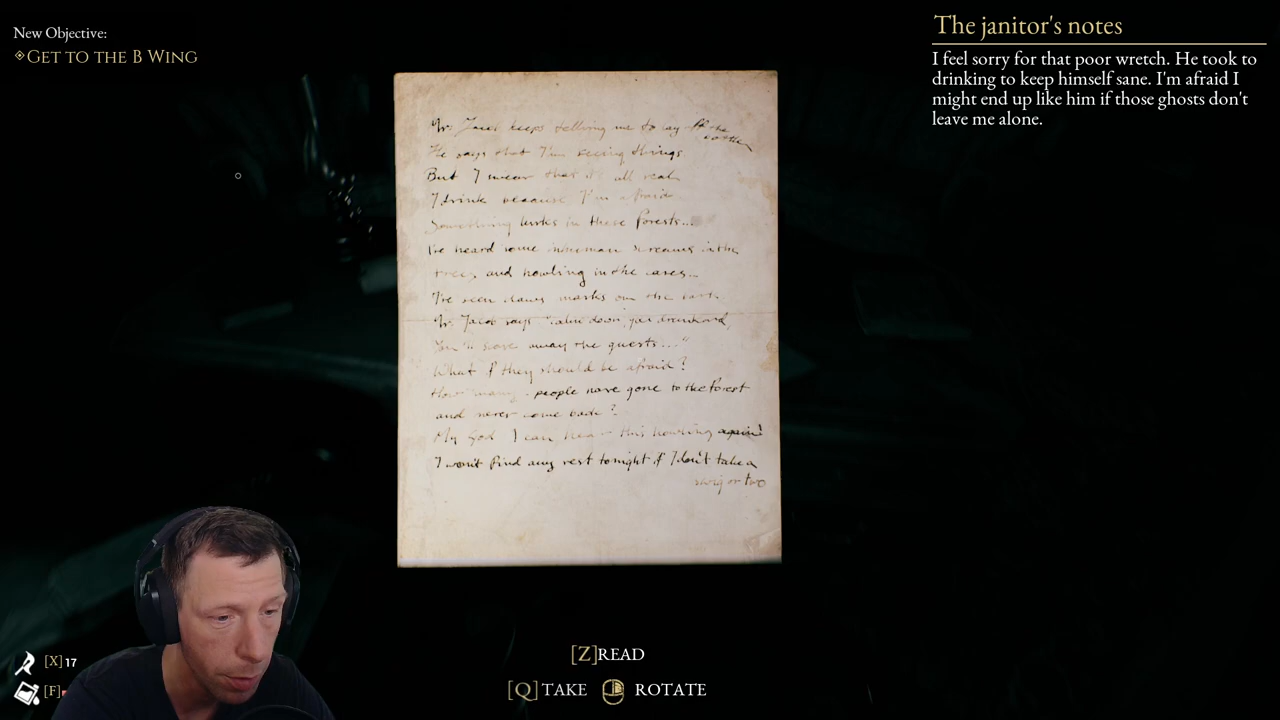 New Objective:
GET TO THE B WING
The janitor's notes
I feel sorry for that poor wretch. He took to
drinking to keep himself sane. I'm afraid I
might end up like him if those ghosts don't
leave me alone.
Mr. Jacob keeps telling me to lay off the
bottle
He says that I'm seeing things
But I swear that it's all real
I drink because I'm afraid
Something lurks in these forests...
I've heard some inhuman screams in the
trees and howling in the caves...
I've seen claws marks on the bark
Mr. Jacob says "calm down, you drunkard,
You'll scare away the guests..."
What if they should be afraid?
How many people have gone to the forest
and never come back?
My God I can hear this howling again!
I won't find any rest tonight if I don't take a
swig or two
[Z]READ
[Q]TAKE ROTATE
[X] 17
[F]